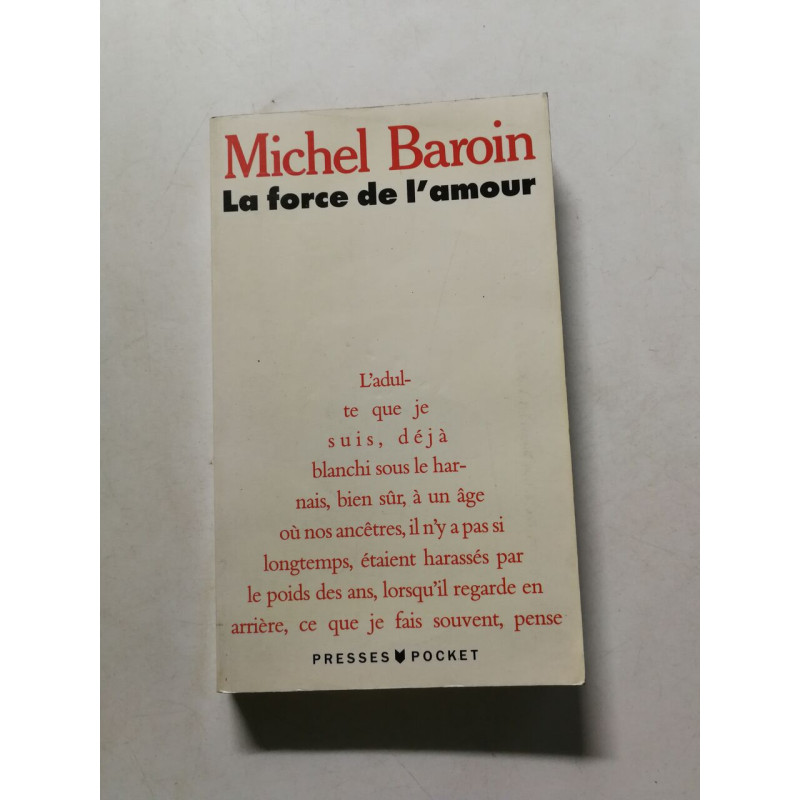 Michel Baroin
La force de l'amour
L'adul-
te que je
suis, déjà
blanchi sous le har-
nais, bien sûr, à un âge
où nos ancêtres, il n'y a pas si
longtemps, étaient harassés par
le poids des ans, lorsqu'il regarde en
arrière, ce que je fais souvent, pense
PRESSES POCKET